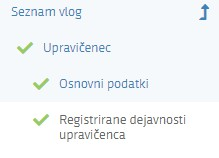 Seznam vlog
Upravičenec
Osnovni podatki
Registrirane dejavnosti
upravičenca